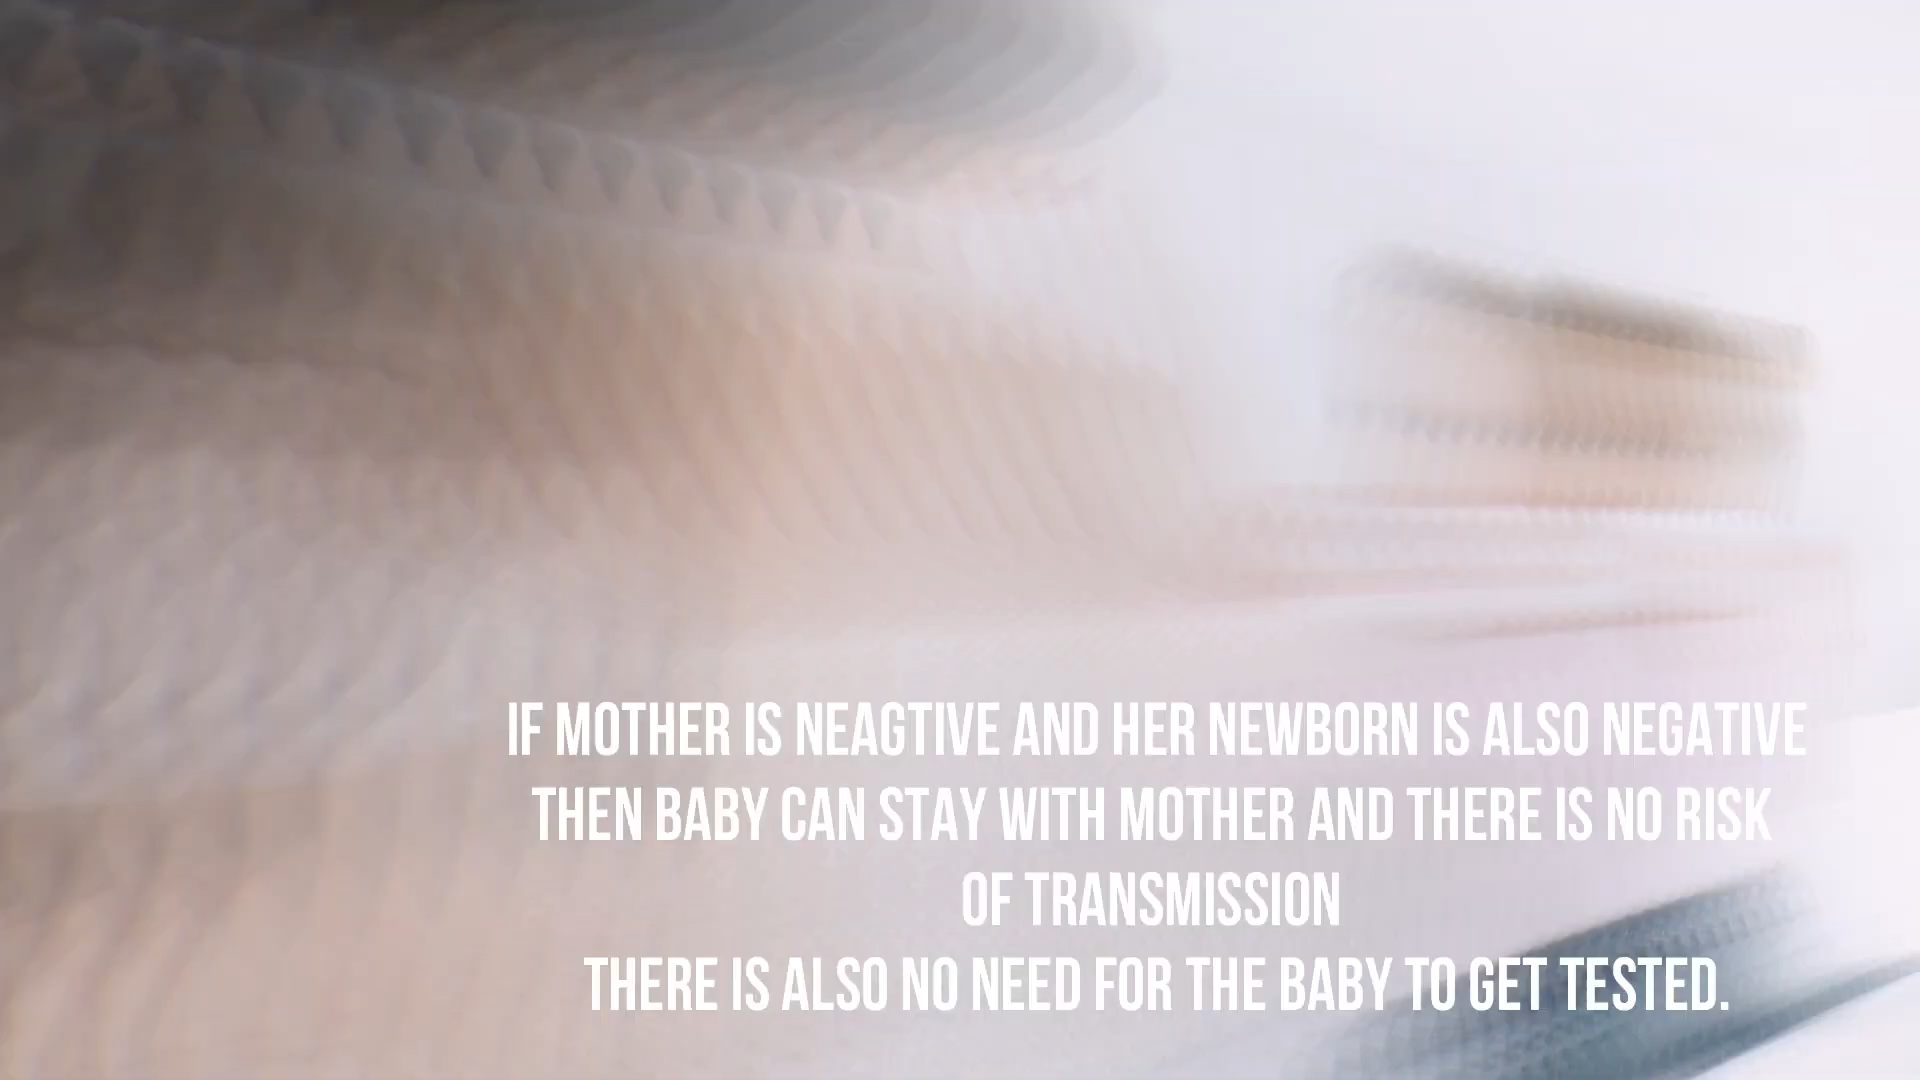 IF MOTHER IS NEAGTIVE AND HER NEWBORN IS ALSO NEGATIVE
THEN BABY CAN STAY WITH MOTHER AND THERE IS NO RISK
OF TRANSMISSION
THERE IS ALSO NO NEED FOR THE BABY TO GET TESTED.